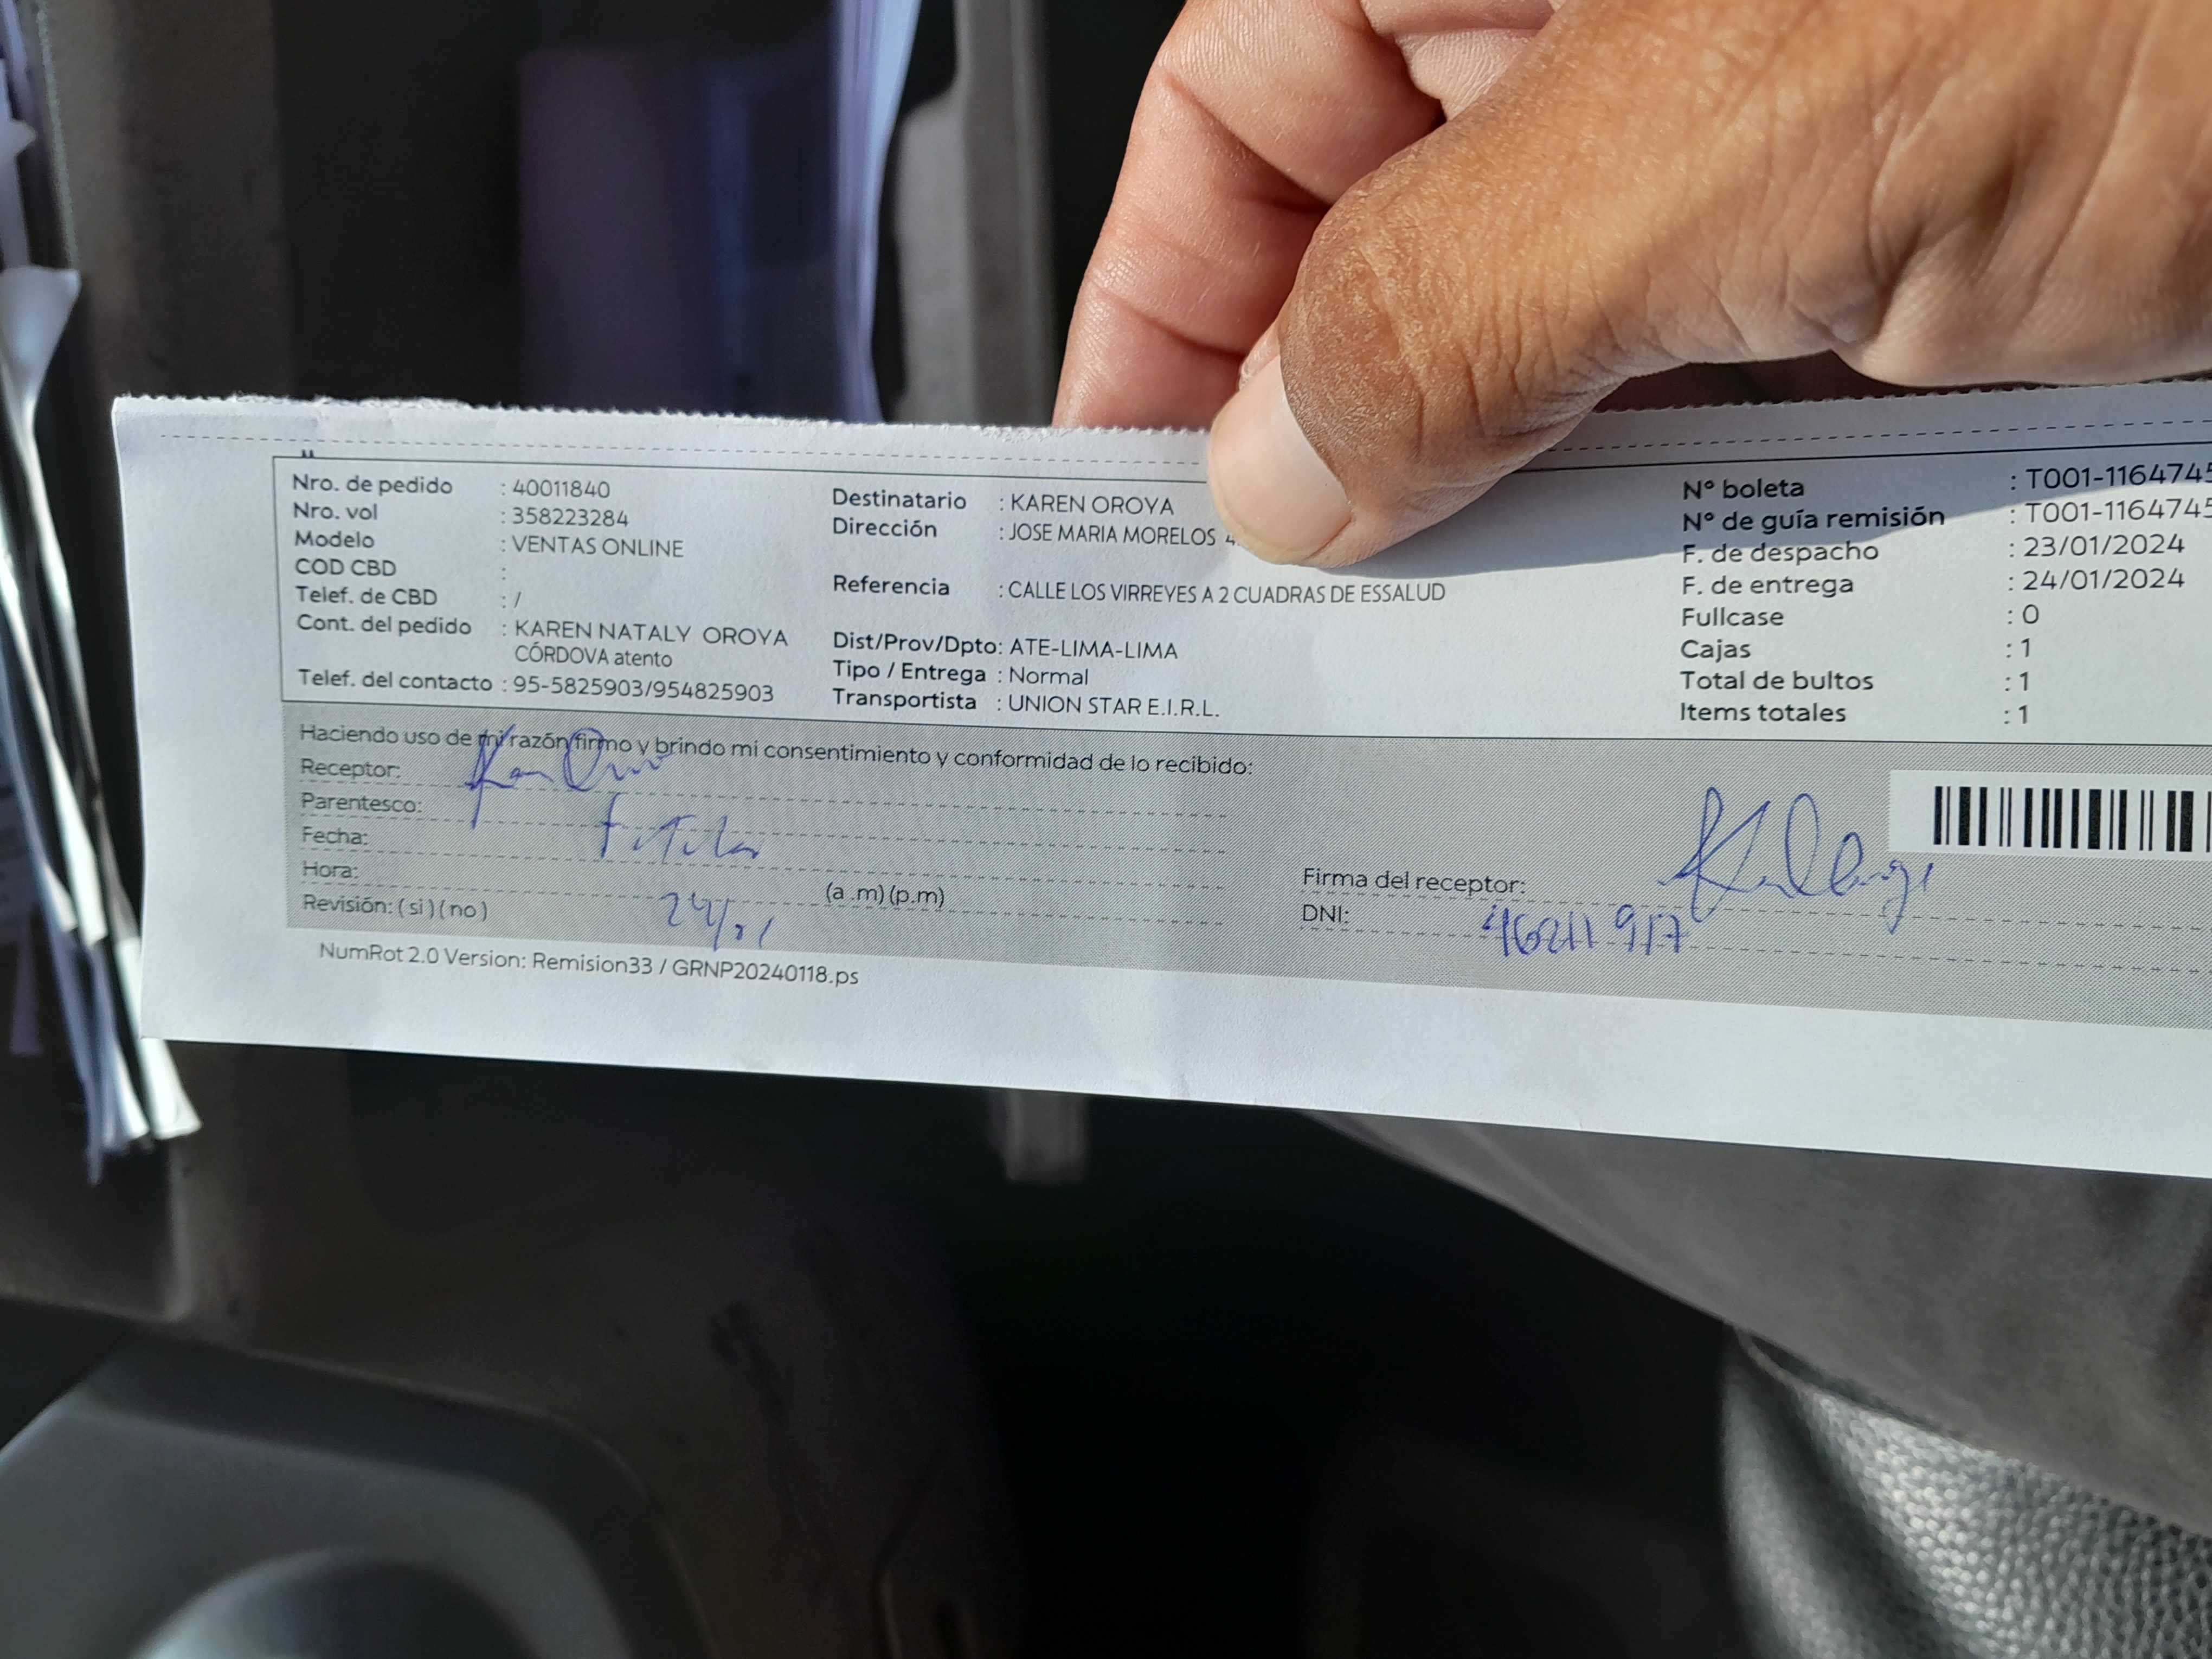 Nro. de pedido : 40011840
Nro. vol : 358223284
Modelo : VENTAS ONLINE
COD CBD :
Telef. de CBD : /
Cont. del pedido : KAREN NATALY OROYA
CÓRDOVA atento
Telef. del contacto : 95-5825903/954825903
Destinatario : KAREN OROYA
Dirección : JOSE MARIA MORELOS
Referencia : CALLE LOS VIRREYES A 2 CUADRAS DE ESSALUD
Dist/Prov/Dpto: ATE-LIMA-LIMA
Tipo / Entrega : Normal
Transportista : UNION STAR E.I.R.L.
N° boleta : T001-1164745
N° de guía remisión : T001-1164745
F. de despacho : 23/01/2024
F. de entrega : 24/01/2024
Fullcase : 0
Cajas : 1
Total de bultos : 1
Items totales : 1
Haciendo uso de mi razón firmo y brindo mi consentimiento y conformidad de lo recibido:
Receptor:
Parentesco: Titular
Fecha:
Hora: (a .m) (p.m)
Revisión: ( si ) ( no ) 24/01
Firma del receptor:
DNI:
NumRot 2.0 Version: Remision33 / GRNP20240118.ps